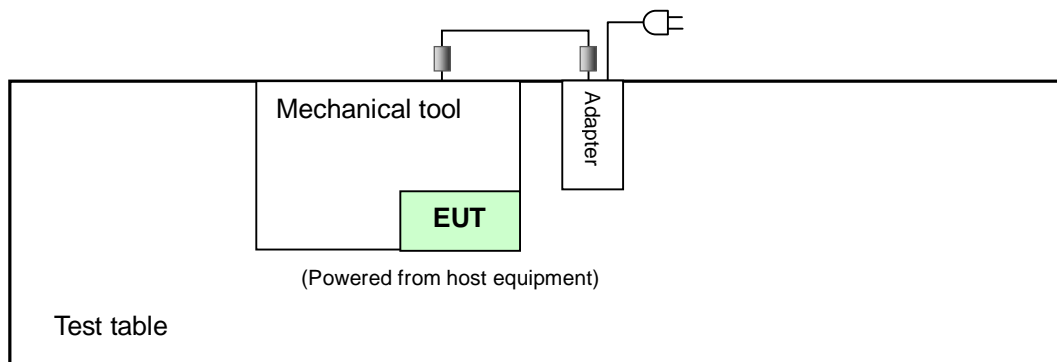 Mechanical tool
Adapter
EUT
(Powered from host equipment)
Test table